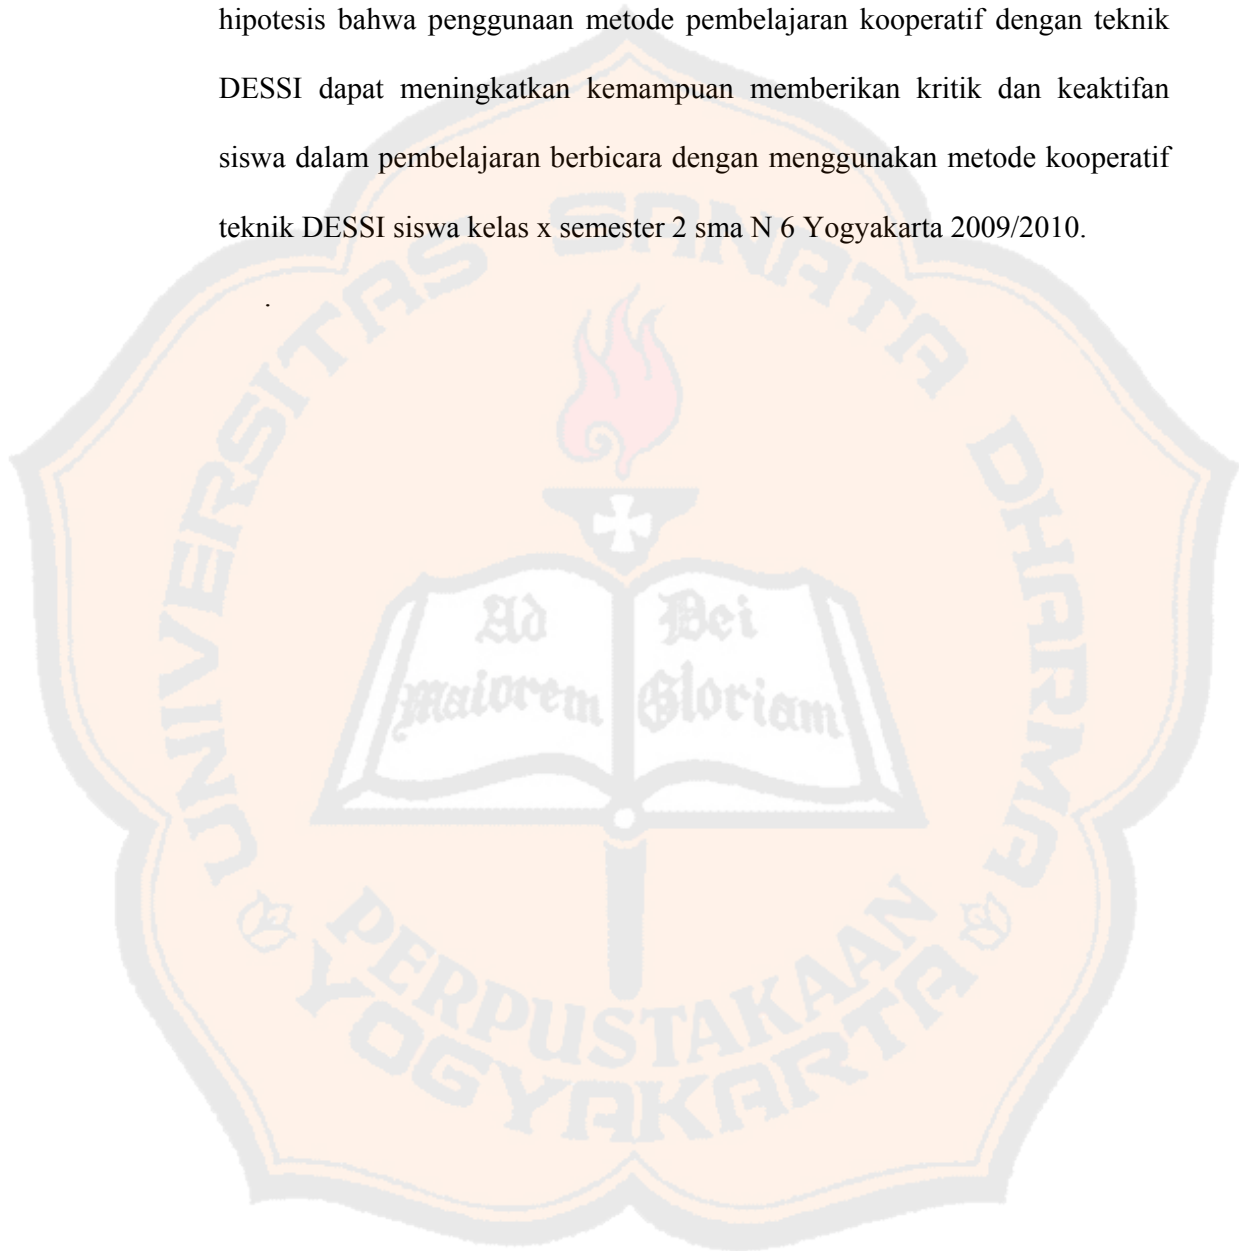 hipotesis bahwa penggunaan metode pembelajaran kooperatif dengan teknik
DESSI dapat meningkatkan kemampuan memberikan kritik dan keaktifan
siswa dalam pembelajaran berbicara dengan menggunakan metode kooperatif
teknik DESSI siswa kelas x semester 2 sma N 6 Yogyakarta 2009/2010.
.
UNIVERSITAS SANATA DHARMA
Ad Dei
Maiorem Gloriam
PERPUSTAKAAN
YOGYAKARTA